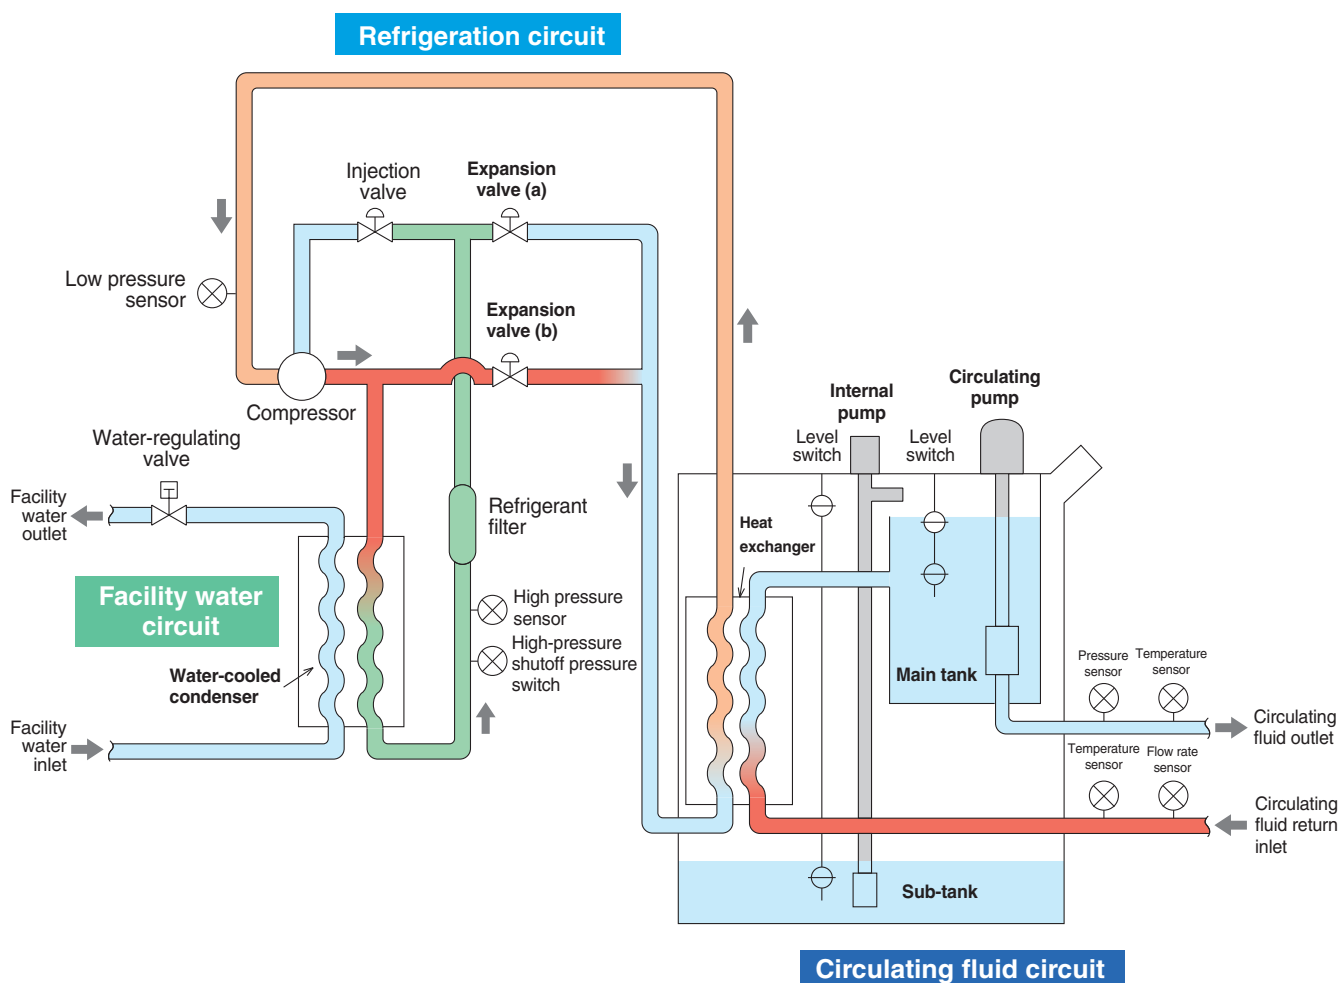 Refrigeration circuit
Injection
valve
Expansion
valve (a)
Low pressure
sensor
Expansion
valve (b)
Compressor
Water-regulating
valve
Facility
water
outlet
Refrigerant
filter
Facility water
circuit
High pressure
sensor
High-pressure
shutoff pressure
switch
Water-cooled
condenser
Facility
water
inlet
Internal
pump
Circulating
pump
Level
switch
Level
switch
Heat
exchanger
Main tank
Pressure
sensor
Temperature
sensor
Circulating
fluid outlet
Temperature
sensor
Flow rate
sensor
Circulating
fluid return
inlet
Sub-tank
Circulating fluid circuit